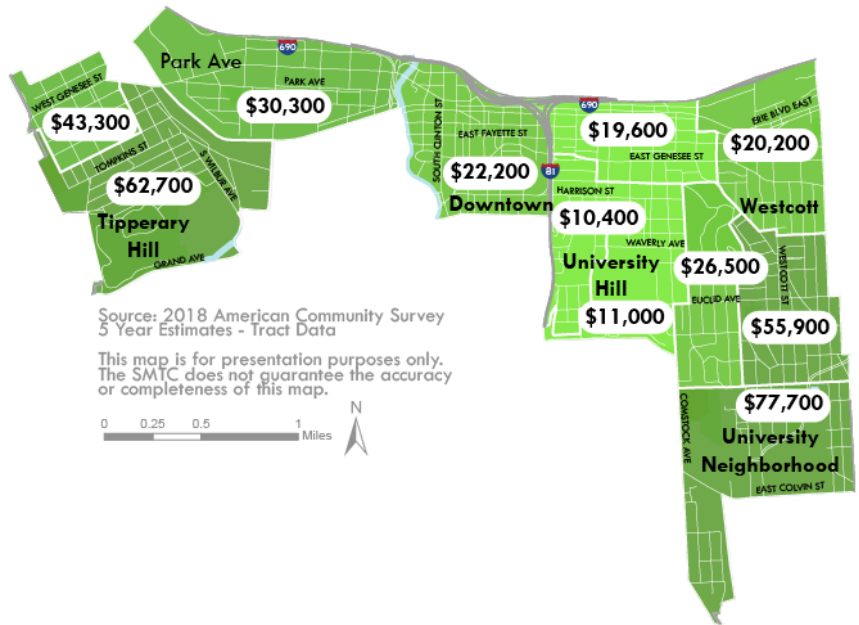 Park Ave
690
PARK AVE
$30,300
WEST GENESEE ST
$43,300
TOMPKINS ST
S WILBUR AVE
$62,700
Tipperary
Hill
GRAND AVE
SOUTH CLINTON ST
EAST FAYETTE ST
$22,200
Downtown
81
690
$19,600
EAST GENESEE ST
HARRISON ST
$10,400
WAVERLY AVE
University
Hill
$11,000
ERIE BLVD EAST
$20,200
Westcott
$26,500
EUCLID AVE
WESTCOTT ST
$55,900
$77,700
University
Neighborhood
COMSTOCK AVE
EAST COLVIN ST
Source: 2018 American Community Survey
5 Year Estimates - Tract Data
This map is for presentation purposes only.
The SMTC does not guarantee the accuracy
or completeness of this map.
N
0 0.25 0.5 1
Miles